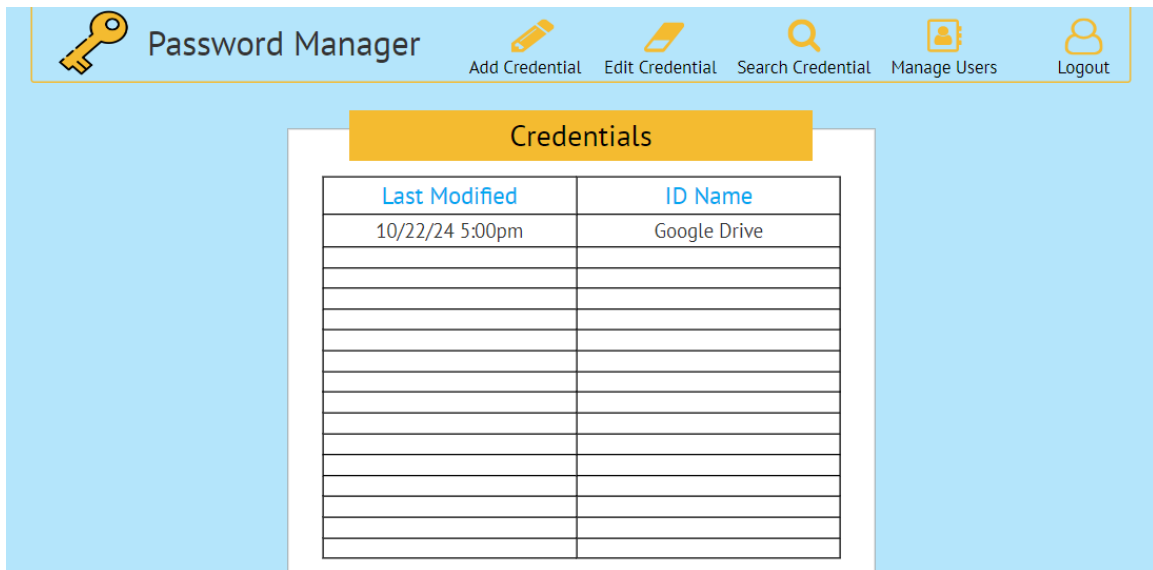 Password Manager
Add Credential Edit Credential Search Credential Manage Users Logout
Credentials
Last Modified ID Name
10/22/24 5:00pm Google Drive